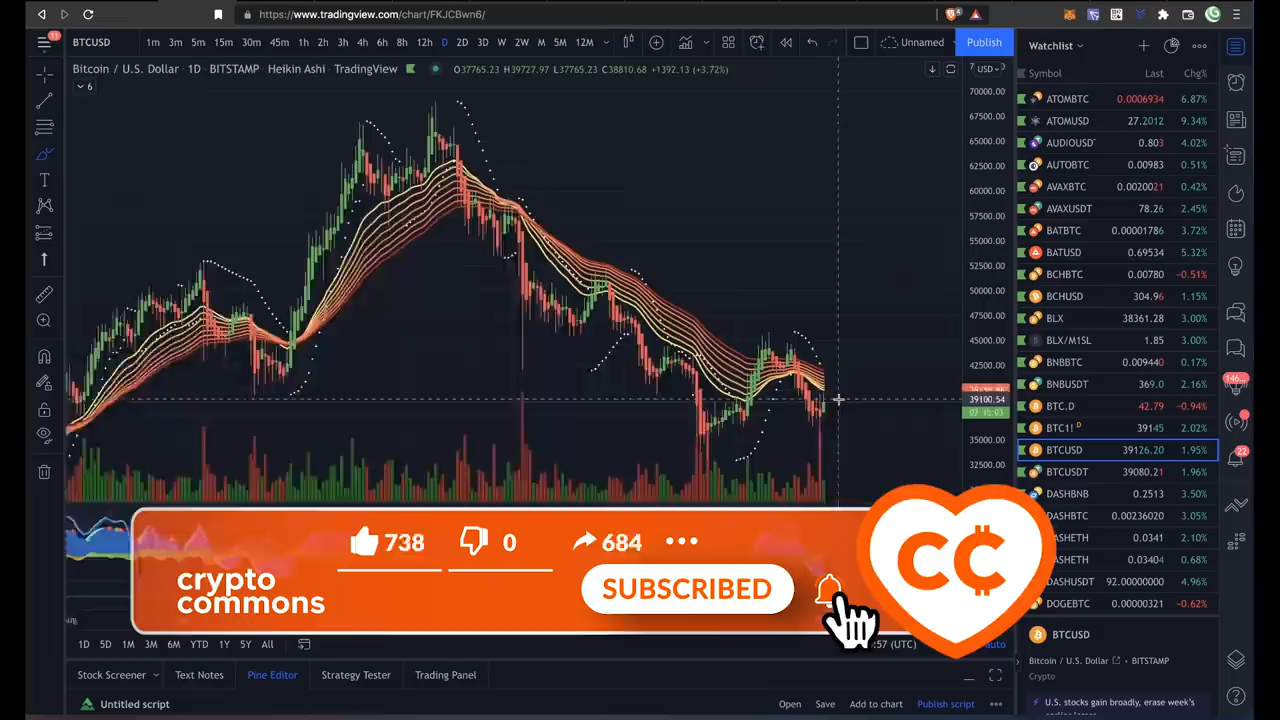 https://www.tradingview.com/chart/FKJCBwn6/
4
11
BTCUSD 1m 3m 5m 15m 30m 45m 1h 2h 3h 4h 6h 8h 12h D 2D 3D W 2W M 5M 12M Unnamed Publish
Watchlist
Bitcoin / U.S. Dollar · 1D · BITSTAMP · Heikin Ashi · TradingView O37765.23 H39727.97 L37765.23 C38810.68 +1392.13 (+3.72%)
USD
6
Symbol Last Chg%
70000.00
67500.00
65000.00
62500.00
60000.00
57500.00
55000.00
52500.00
50000.00
47500.00
45000.00
42500.00
39100.54
35000.00
32500.00
ATOMBTC 0.0006934 6.87%
ATOMUSD 27.2012 9.34%
AUDIOUSDT 0.803 4.02%
AUTOBTC 0.00983 0.51%
AVAXBTC 0.0020021 0.42%
AVAXUSDT 78.26 2.45%
BATBTC 0.00001786 3.72%
BATUSD 0.69534 5.32%
BCHBTC 0.00780 −0.51%
BCHUSD 304.96 1.15%
BLX 38361.28 3.00%
BLX/M1SL 1.85 3.00%
BNBBTC 0.009440 0.17%
BNBUSDT 369.0 2.16%
BTC.D 42.79 −0.94%
BTC1! D 39145 2.02%
BTCUSD 39126.20 1.95%
BTCUSDT 39080.21 1.96%
DASHBNB 0.2513 3.50%
DASHBTC 0.00236020 3.05%
DASHETH 0.0341 2.10%
DASHETH 0.03404 0.68%
DASHUSDT 92.00000000 4.96%
DOGEBTC 0.00000321 −0.62%
146...
22
738 0 684
crypto
commons
SUBSCRIBED
CC
1D 5D 1M 3M 6M YTD 1Y 5Y All
:57 (UTC) auto
Stock Screener Text Notes Pine Editor Strategy Tester Trading Panel
Untitled script Open Save Add to chart Publish script
BTCUSD
Bitcoin / U.S. Dollar • BITSTAMP
Crypto
U.S. stocks gain broadly, erase week's